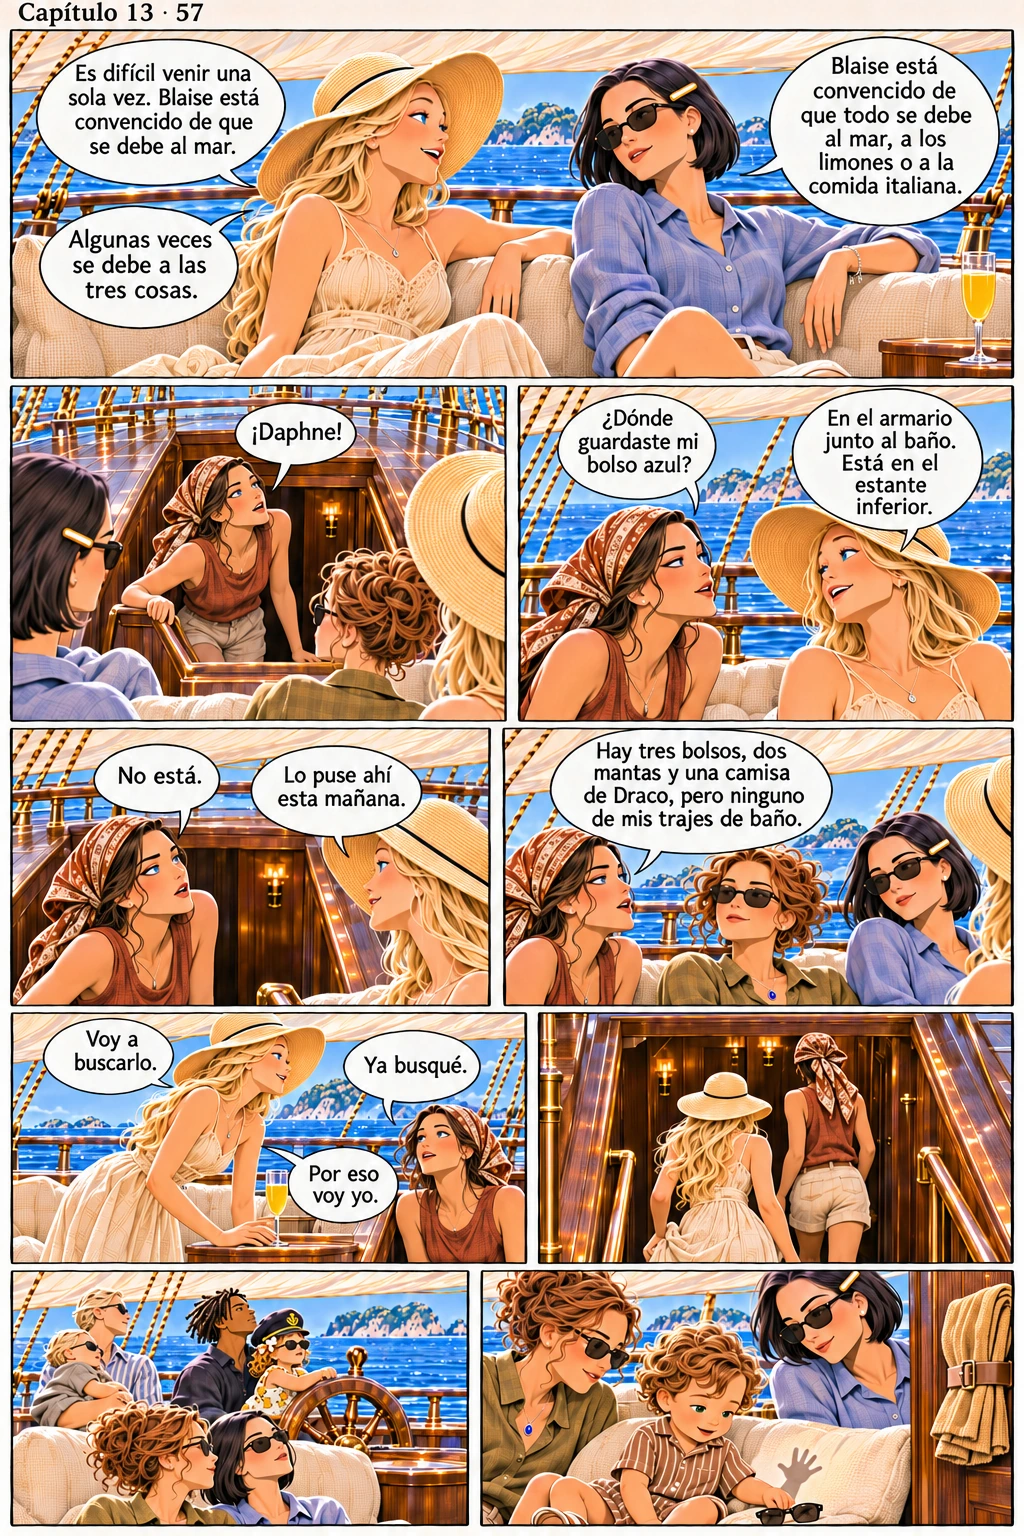 Capítulo 13 · 57
Es difícil venir una
sola vez. Blaise está
convencido de que
se debe al mar.
Blaise está
convencido de
que todo se debe
al mar, a los
limones o a la
comida italiana.
Algunas veces
se debe a las
tres cosas.
¡Daphne!
¿Dónde
guardaste mi
bolso azul?
En el armario
junto al baño.
Está en el
estante
inferior.
No está.
Lo puse ahí
esta mañana.
Hay tres bolsos, dos
mantas y una camisa
de Draco, pero ninguno
de mis trajes de baño.
Voy a
buscarlo.
Ya busqué.
Por eso
voy yo.